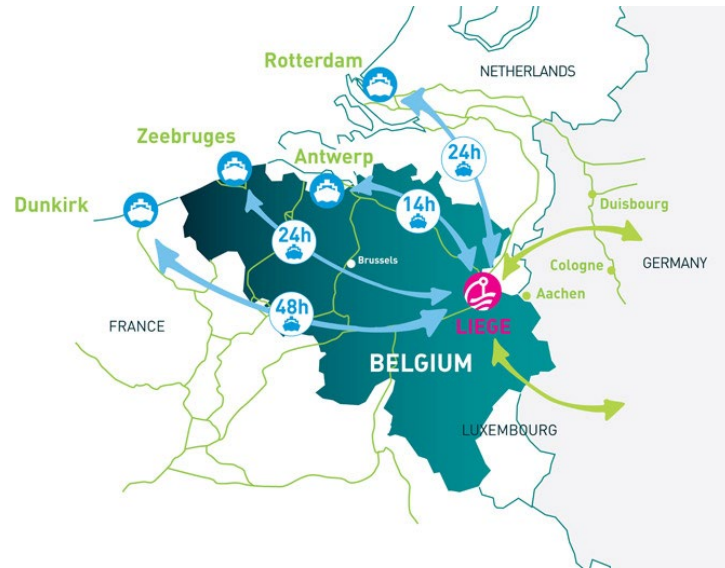 Rotterdam
NETHERLANDS
Zeebruges
Antwerp
24h
Dunkirk
14h
Duisbourg
24h
Brussels
Cologne
GERMANY
Aachen
48h
LIEGE
FRANCE
BELGIUM
LUXEMBOURG